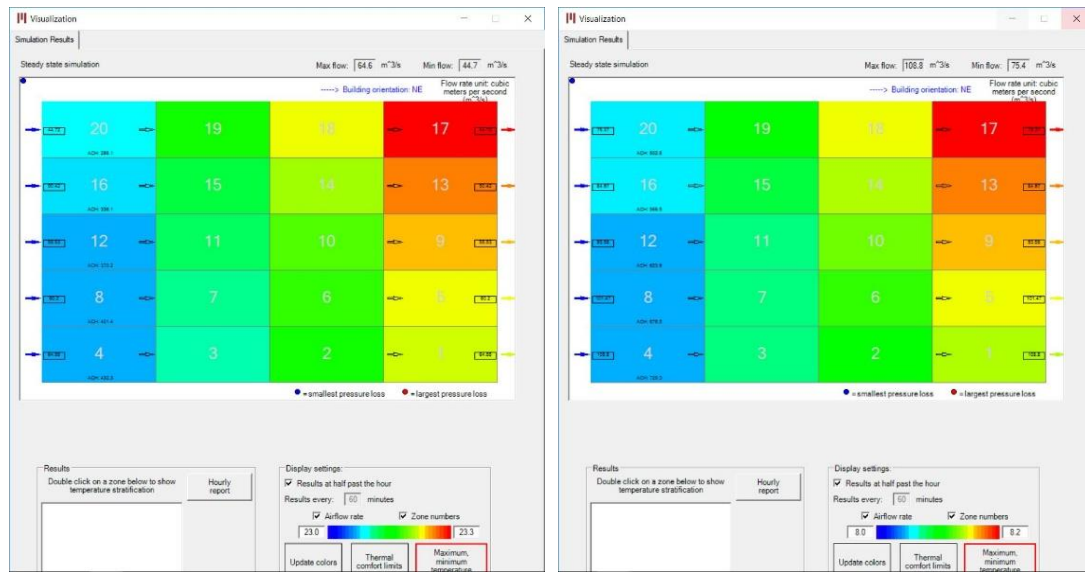 Visualization
Simulation Results
Steady state simulation
Max flow: 64.6 m^3/s Min flow: 44.7 m^3/s
-----> Building orientation: NE
Flow rate unit: cubic
meters per second
(m^3/s)
20 19 18 17
16 15 14 13
12 11 10 9
8 7 6 5
4 3 2 1
= smallest pressure loss = largest pressure loss
Results
Double click on a zone below to show
temperature stratification
Hourly
report
Display settings:
Results at half past the hour
Results every: 60 minutes
Airflow rate Zone numbers
23.0 23.3
Update colors
Thermal
comfort limits
Maximum,
minimum
temperature
Visualization
Simulation Results
Steady state simulation
Max flow: 108.8 m^3/s Min flow: 75.4 m^3/s
-----> Building orientation: NE
Flow rate unit: cubic
meters per second
(m^3/s)
20 19 18 17
16 15 14 13
12 11 10 9
8 7 6 5
4 3 2 1
= smallest pressure loss = largest pressure loss
Results
Double click on a zone below to show
temperature stratification
Hourly
report
Display settings:
Results at half past the hour
Results every: 60 minutes
Airflow rate Zone numbers
8.0 8.2
Update colors
Thermal
comfort limits
Maximum,
minimum
temperature